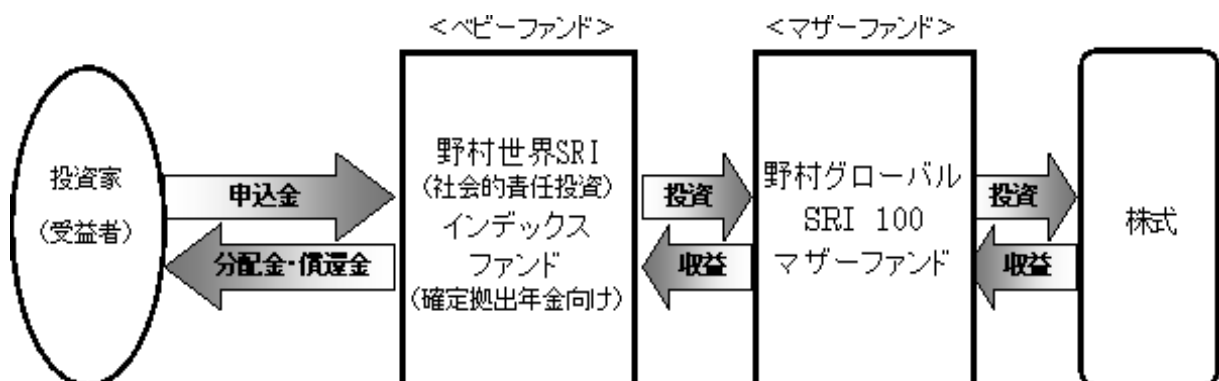 <ベビーファンド>
<マザーファンド>
投資家
(受益者)
申込金
分配金・償還金
野村世界SRI
(社会的責任投資)
インデックス
ファンド
(確定拠出年金向け)
投資
収益
野村グローバル
SRI 100
マザーファンド
投資
収益
株式